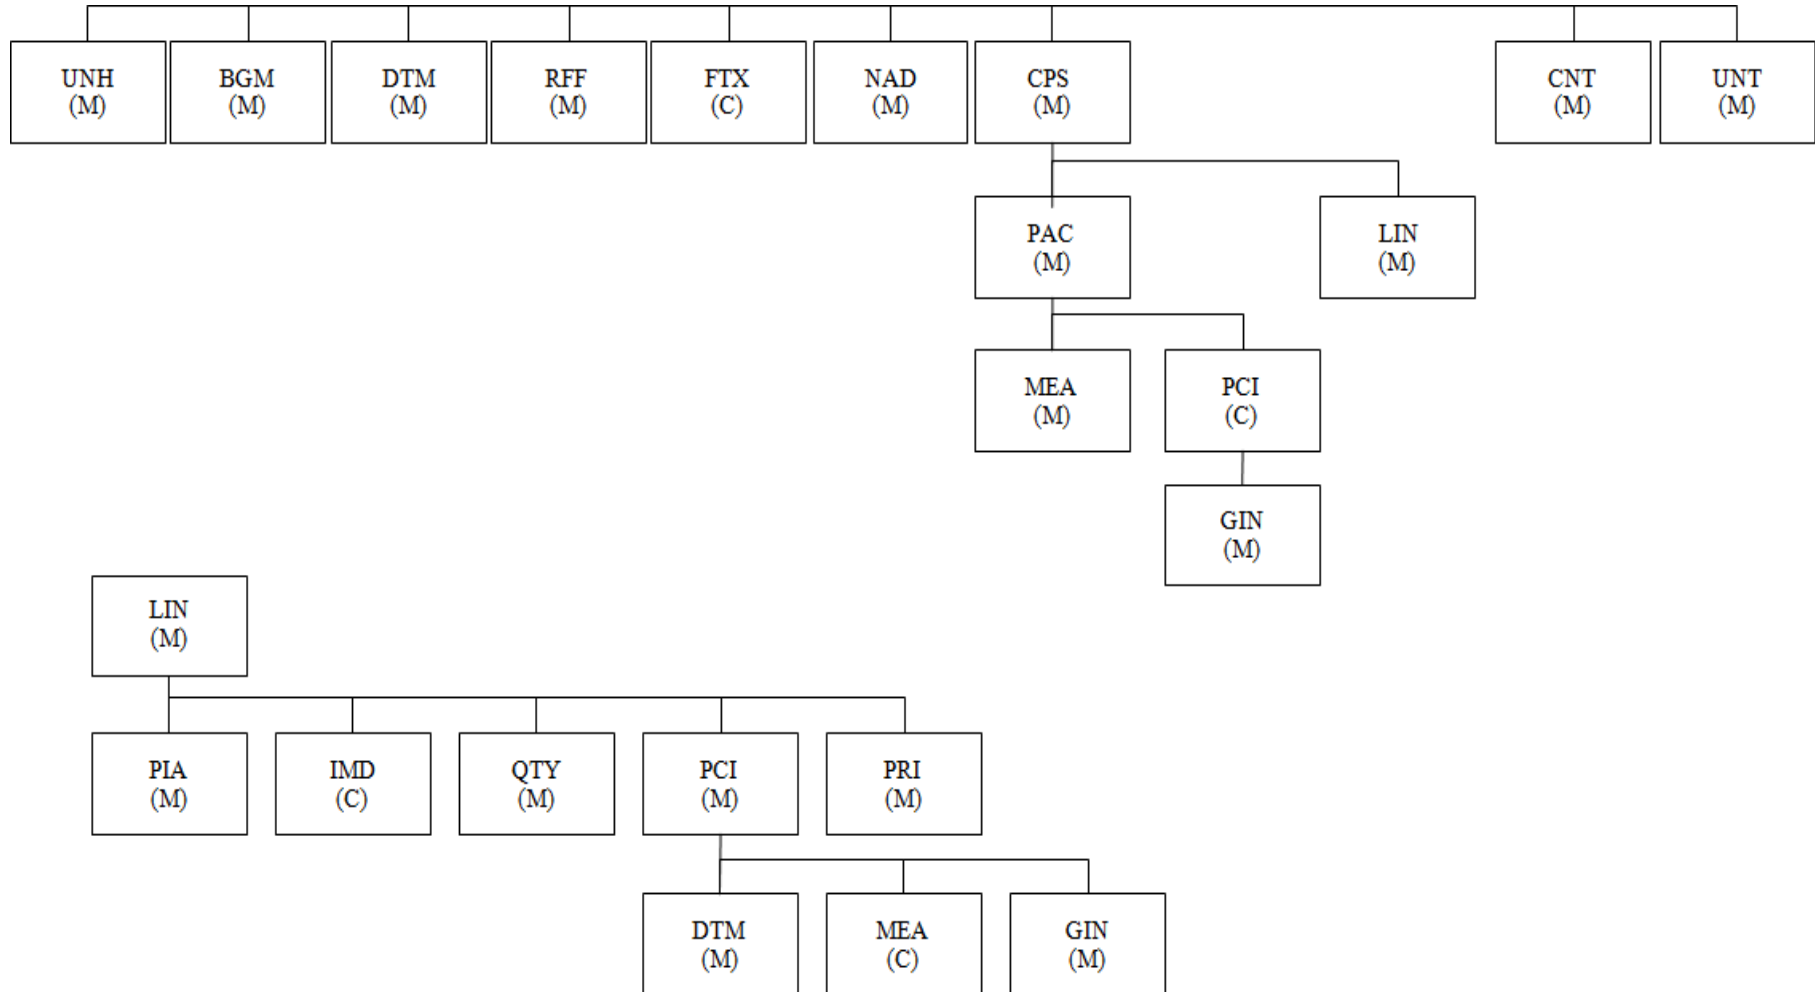 UNH
(M)
BGM
(M)
DTM
(M)
RFF
(M)
FTX
(C)
NAD
(M)
CPS
(M)
CNT
(M)
UNT
(M)
PAC
(M)
LIN
(M)
MEA
(M)
PCI
(C)
GIN
(M)
LIN
(M)
PIA
(M)
IMD
(C)
QTY
(M)
PCI
(M)
PRI
(M)
DTM
(M)
MEA
(C)
GIN
(M)